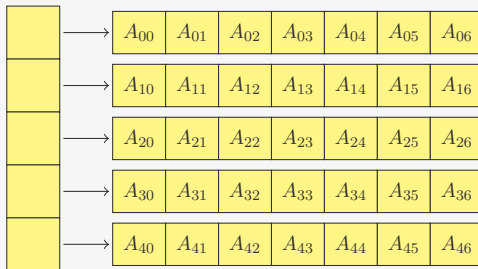 A₀₀ A₀₁ A₀₂ A₀₃ A₀₄ A₀₅ A₀₆
A₁₀ A₁₁ A₁₂ A₁₃ A₁₄ A₁₅ A₁₆
A₂₀ A₂₁ A₂₂ A₂₃ A₂₄ A₂₅ A₂₆
A₃₀ A₃₁ A₃₂ A₃₃ A₃₄ A₃₅ A₃₆
A₄₀ A₄₁ A₄₂ A₄₃ A₄₄ A₄₅ A₄₆